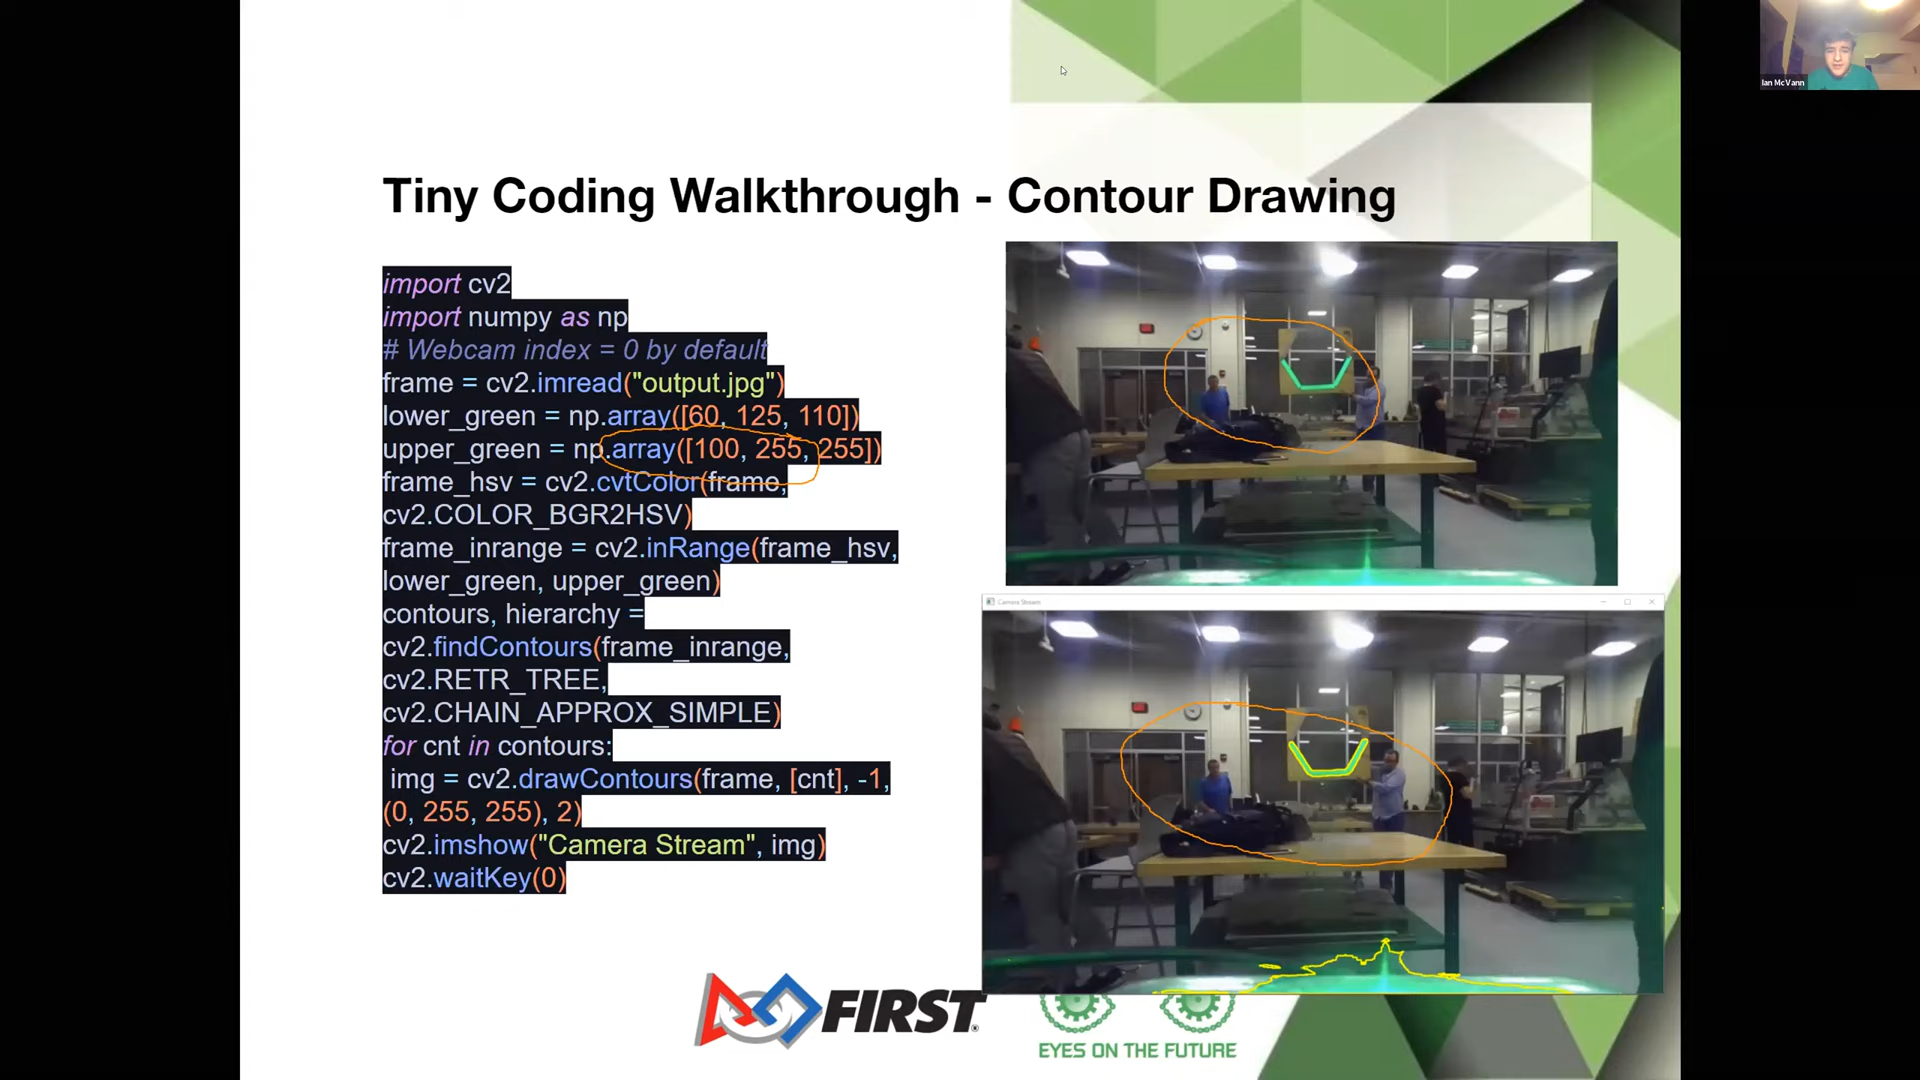 Ian McVann
Tiny Coding Walkthrough - Contour Drawing
import cv2
import numpy as np
# Webcam index = 0 by default
frame = cv2.imread("output.jpg")
lower_green = np.array([60, 125, 110])
upper_green = np.array([100, 255, 255])
frame_hsv = cv2.cvtColor(frame,
cv2.COLOR_BGR2HSV)
frame_inrange = cv2.inRange(frame_hsv,
lower_green, upper_green)
contours, hierarchy =
cv2.findContours(frame_inrange,
cv2.RETR_TREE,
cv2.CHAIN_APPROX_SIMPLE)
for cnt in contours:
img = cv2.drawContours(frame, [cnt], -1,
(0, 255, 255), 2)
cv2.imshow("Camera Stream", img)
cv2.waitKey(0)
Camera Stream
FIRST
EYES ON THE FUTURE